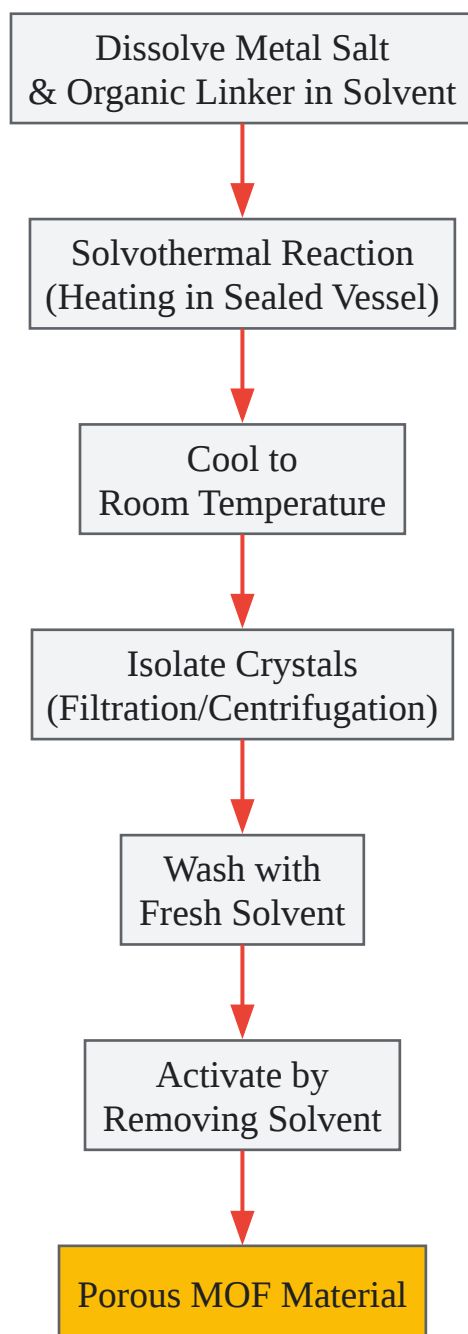 Dissolve Metal Salt
& Organic Linker in Solvent
Solvothermal Reaction
(Heating in Sealed Vessel)
Cool to
Room Temperature
Isolate Crystals
(Filtration/Centrifugation)
Wash with
Fresh Solvent
Activate by
Removing Solvent
Porous MOF Material